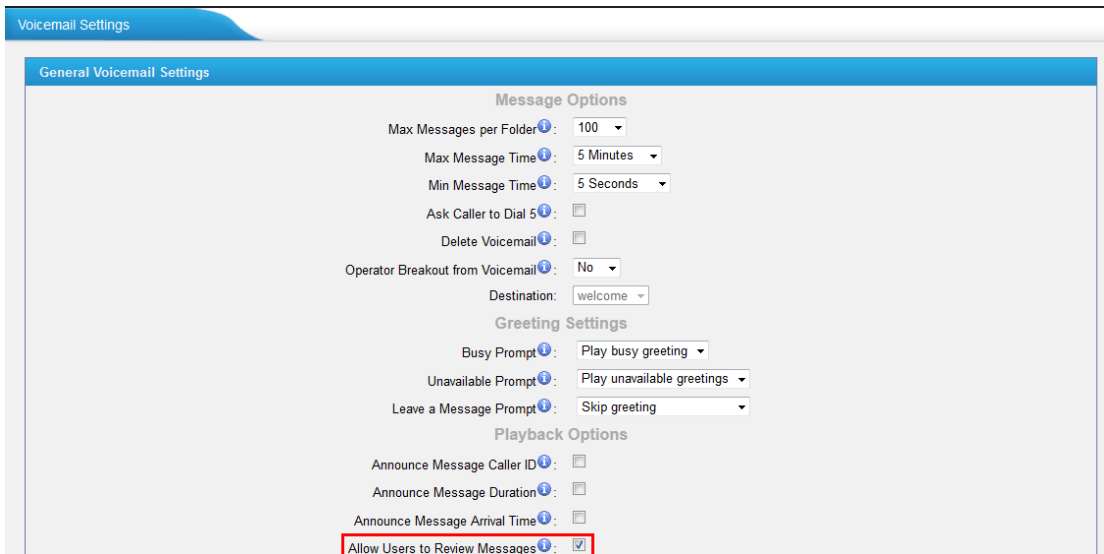 Voicemail Settings
General Voicemail Settings
Message Options
Max Messages per Folder : 100
Max Message Time : 5 Minutes
Min Message Time : 5 Seconds
Ask Caller to Dial 5 :
Delete Voicemail :
Operator Breakout from Voicemail : No
Destination: welcome
Greeting Settings
Busy Prompt : Play busy greeting
Unavailable Prompt : Play unavailable greetings
Leave a Message Prompt : Skip greeting
Playback Options
Announce Message Caller ID :
Announce Message Duration :
Announce Message Arrival Time :
Allow Users to Review Messages :